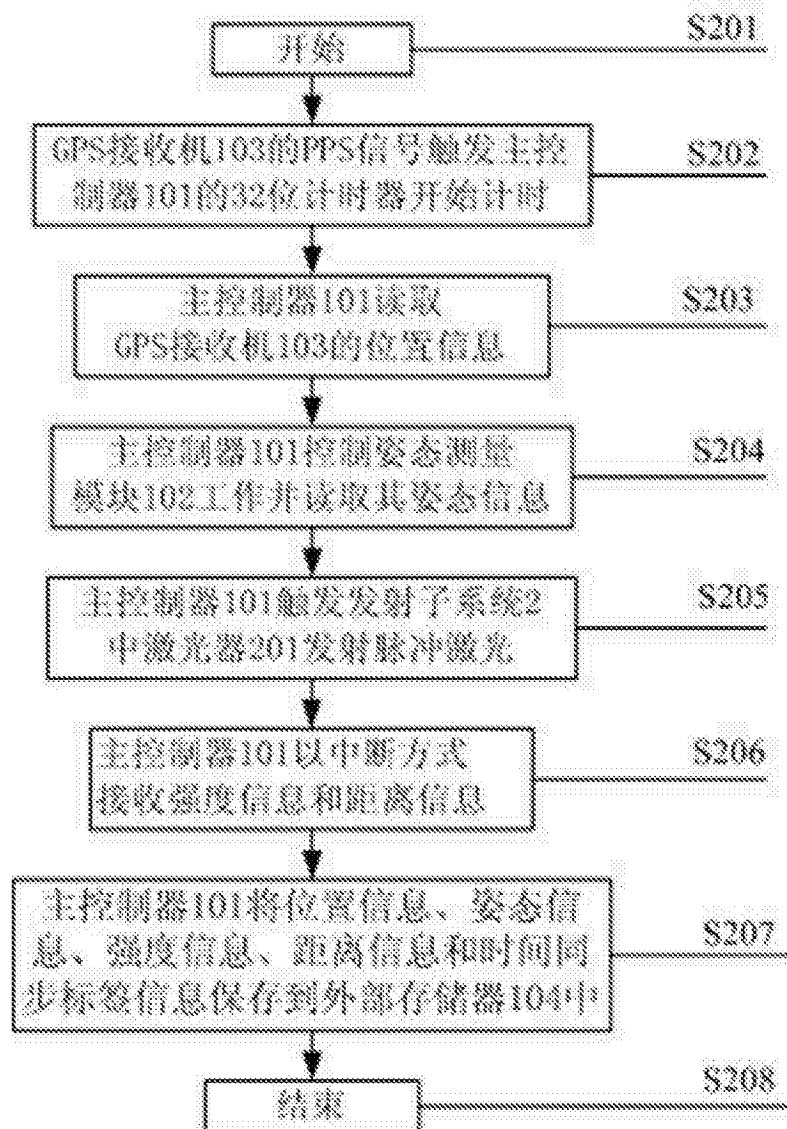 开始
S201
GPS接收机103的PPS信号触发主控
制器101的32位计时器开始计时
S202
主控制器101读取
GPS接收机103的位置信息
S203
主控制器101控制姿态测量
模块102工作并读取其姿态信息
S204
主控制器101触发发射子系统2
中激光器201发射脉冲激光
S205
主控制器101以中断方式
接收强度信息和距离信息
S206
主控制器101将位置信息、姿态信
息、强度信息、距离信息和时间同
步标签信息保存到外部存储器104中
S207
结束
S208